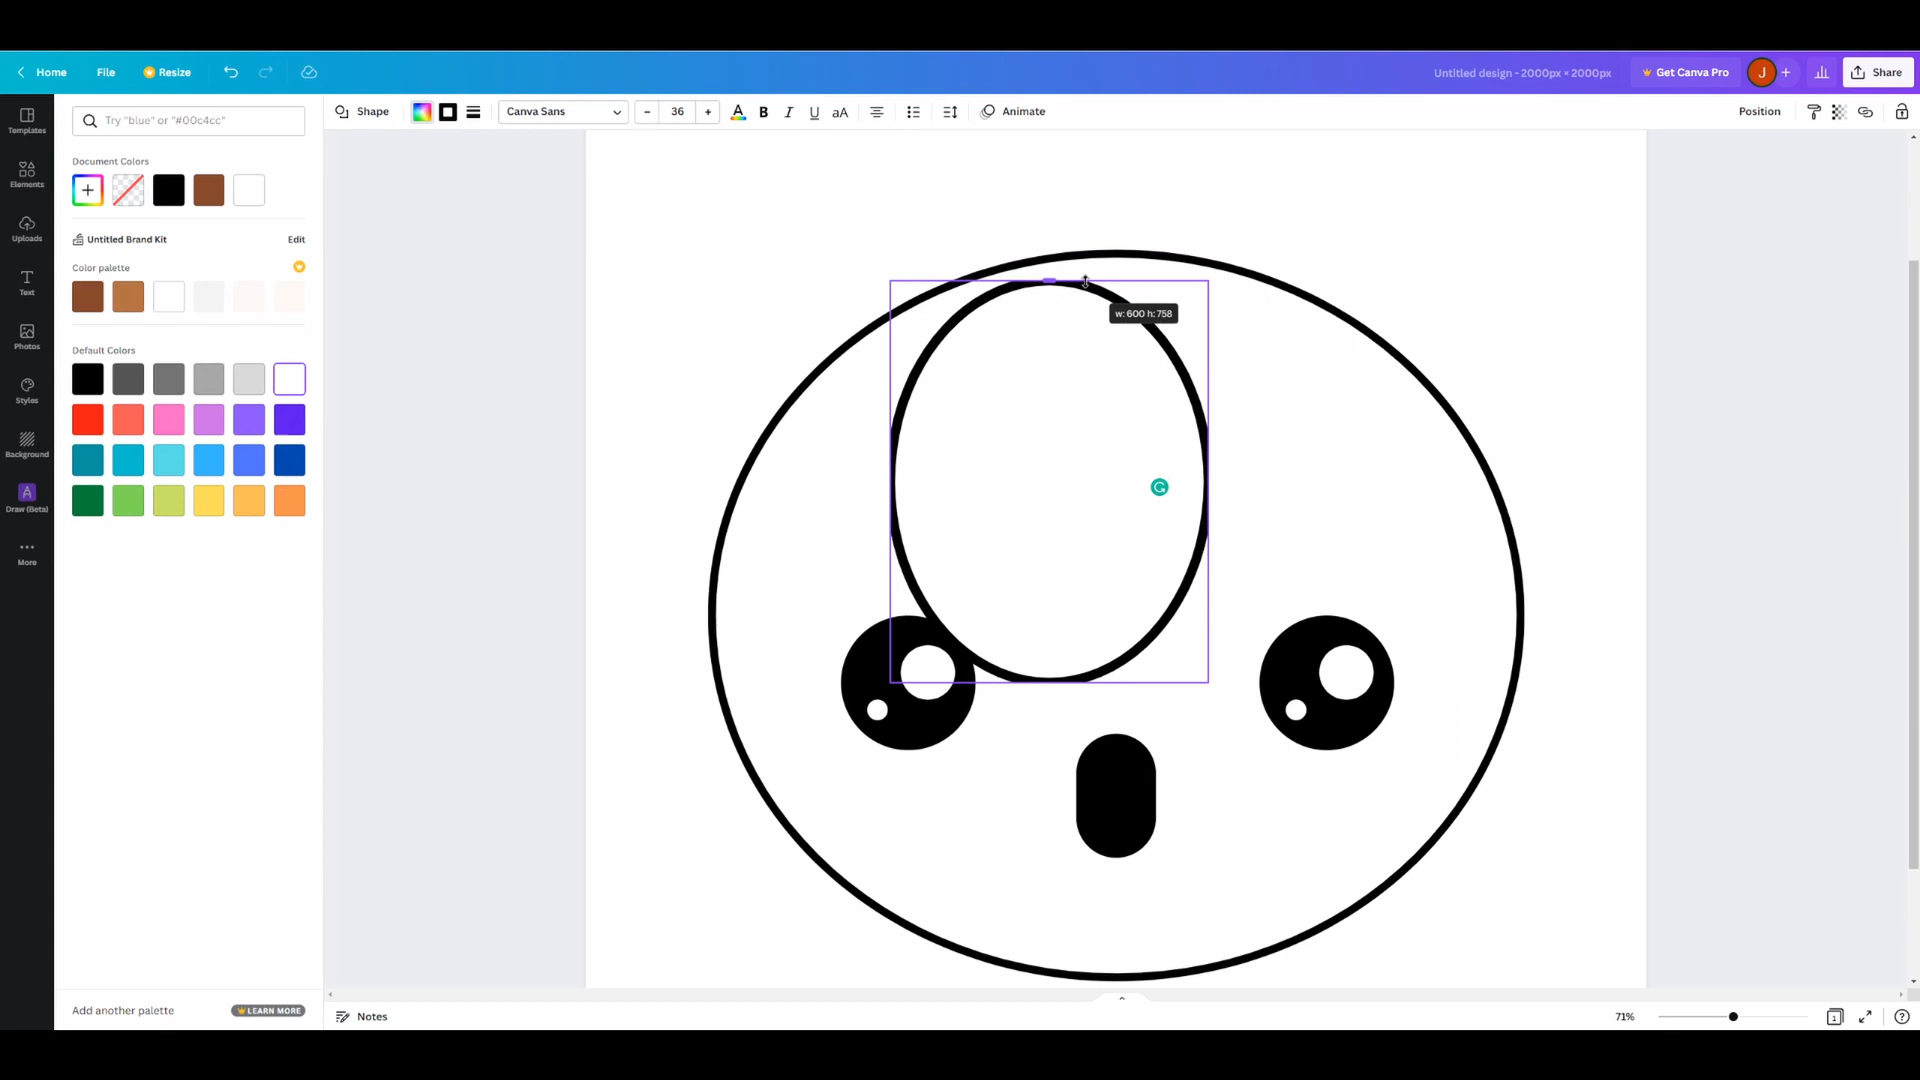 Home File Resize Untitled design - 2000px × 2000px Get Canva Pro J + Share
Templates
Elements
Uploads
Text
Photos
Styles
Background
Draw (Beta)
More
Try "blue" or "#00c4cc"
Document Colors
Untitled Brand Kit Edit
Color palette
Default Colors
Add another palette LEARN MORE
Shape Canva Sans - 36 + A B I U aA Animate Position
w: 600 h: 758
Notes 71% 1 ?